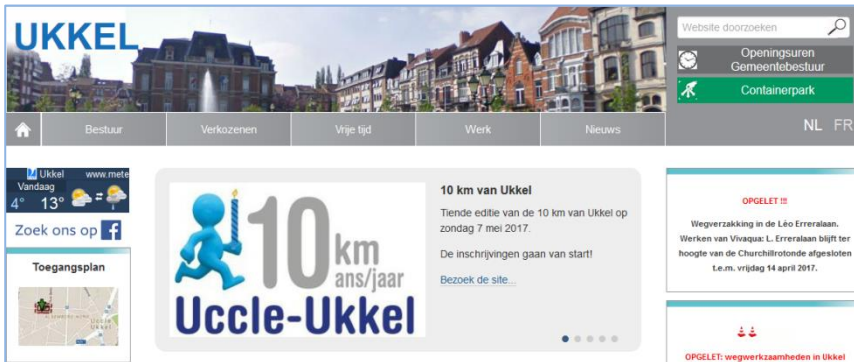 UKKEL
Website doorzoeken
Openingsuren
Gemeentebestuur
Containerpark
Bestuur
Verkozenen
Vrije tijd
Werk
Nieuws
NL FR
Ukkel www.mete
Vandaag
4° 13°
Zoek ons op f
Toegangsplan
10
km
ans/jaar
Uccle-Ukkel
10 km van Ukkel
Tiende editie van de 10 km van Ukkel op
zondag 7 mei 2017.
De inschrijvingen gaan van start!
Bezoek de site...
OPGELET !!!
Wegverzakking in de Léo Erreralaan.
Werken van Vivaqua: L. Erreralaan blijft ter
hoogte van de Churchillrotonde afgesloten
t.e.m. vrijdag 14 april 2017.
OPGELET: wegwerkzaamheden in Ukkel